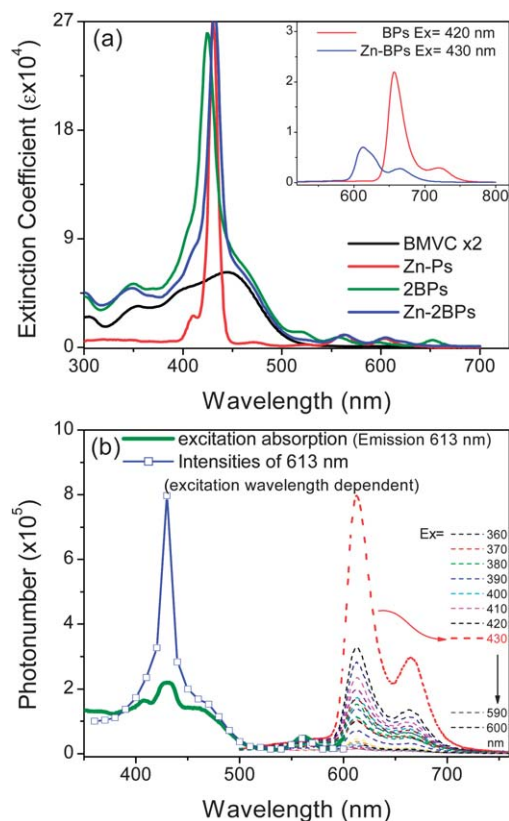 (a)
Extinction Coefficient (εx10⁴)
27
18
9
0
300 400 500 600 700
Wavelength (nm)
BPs Ex= 420 nm
Zn-BPs Ex= 430 nm
3
2
1
0
600 700 800
BMVC x2
Zn-Ps
2BPs
Zn-2BPs
(b)
Photonumber (x10⁵)
10
8
6
4
2
0
400 500 600 700
Wavelength (nm)
excitation absorption (Emission 613 nm)
Intensities of 613 nm
(excitation wavelength dependent)
Ex=
360
370
380
390
400
410
420
430
590
600
nm